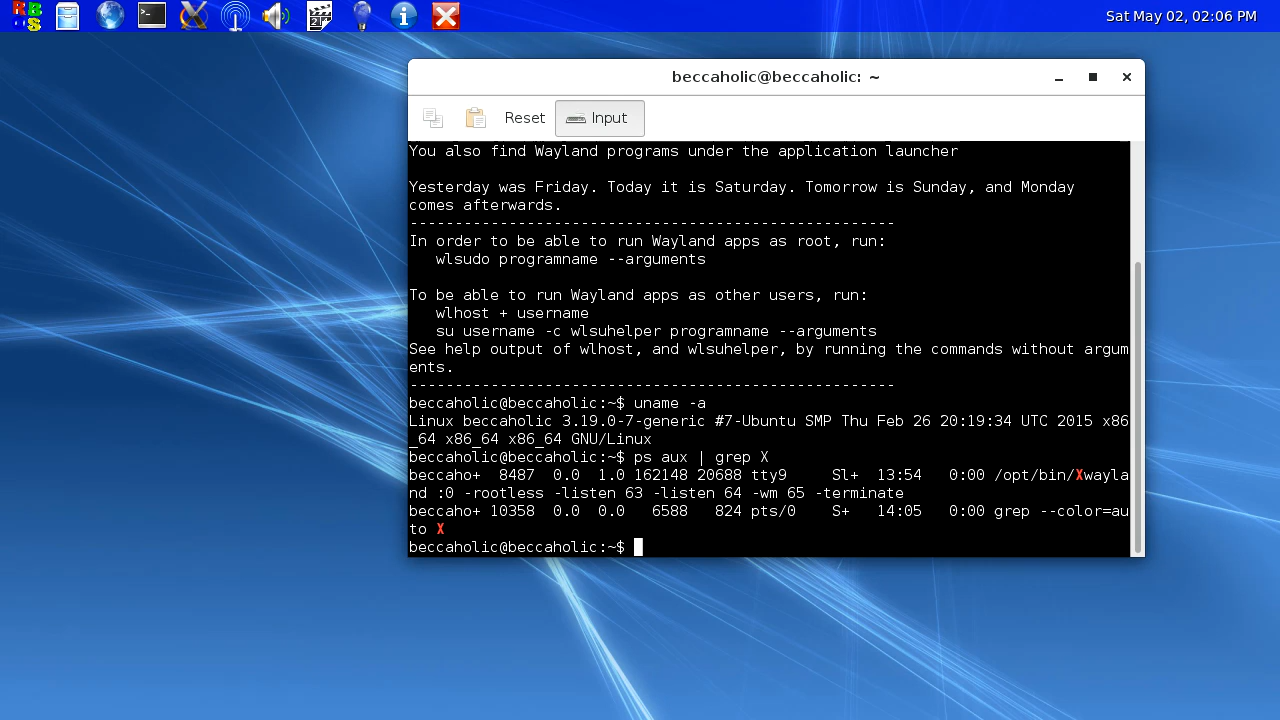 RB
OS
Sat May 02, 02:06 PM
beccaholic@beccaholic: ~
Reset
Input
You also find Wayland programs under the application launcher
Yesterday was Friday. Today it is Saturday. Tomorrow is Sunday, and Monday
comes afterwards.
------------------------------------------------------
In order to be able to run Wayland apps as root, run:
wlsudo programname --arguments
To be able to run Wayland apps as other users, run:
wlhost + username
su username -c wlsuhelper programname --arguments
See help output of wlhost, and wlsuhelper, by running the commands without argum
ents.
------------------------------------------------------
beccaholic@beccaholic:~$ uname -a
Linux beccaholic 3.19.0-7-generic #7-Ubuntu SMP Thu Feb 26 20:19:34 UTC 2015 x86
_64 x86_64 x86_64 GNU/Linux
beccaholic@beccaholic:~$ ps aux | grep X
beccaho+  8487  0.0  1.0 162148 20688 tty9     Sl+  13:54   0:00 /opt/bin/Xwayla
nd :0 -rootless -listen 63 -listen 64 -wm 65 -terminate
beccaho+ 10358  0.0  0.0   6588   824 pts/0    S+   14:05   0:00 grep --color=au
to X
beccaholic@beccaholic:~$